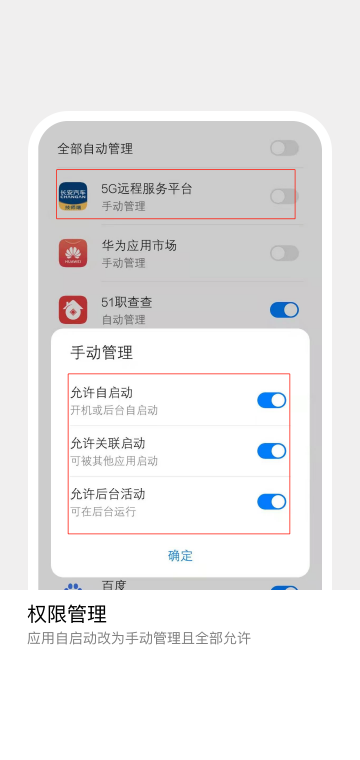 全部自动管理
5G远程服务平台
手动管理
长安汽车
CHANGAN
华为应用市场
手动管理
HUAWEI
51职查查
自动管理
手动管理
允许自启动
开机或后台自启动
允许关联启动
可被其他应用启动
允许后台活动
可在后台运行
确定
百度
权限管理
应用自启动改为手动管理且全部允许